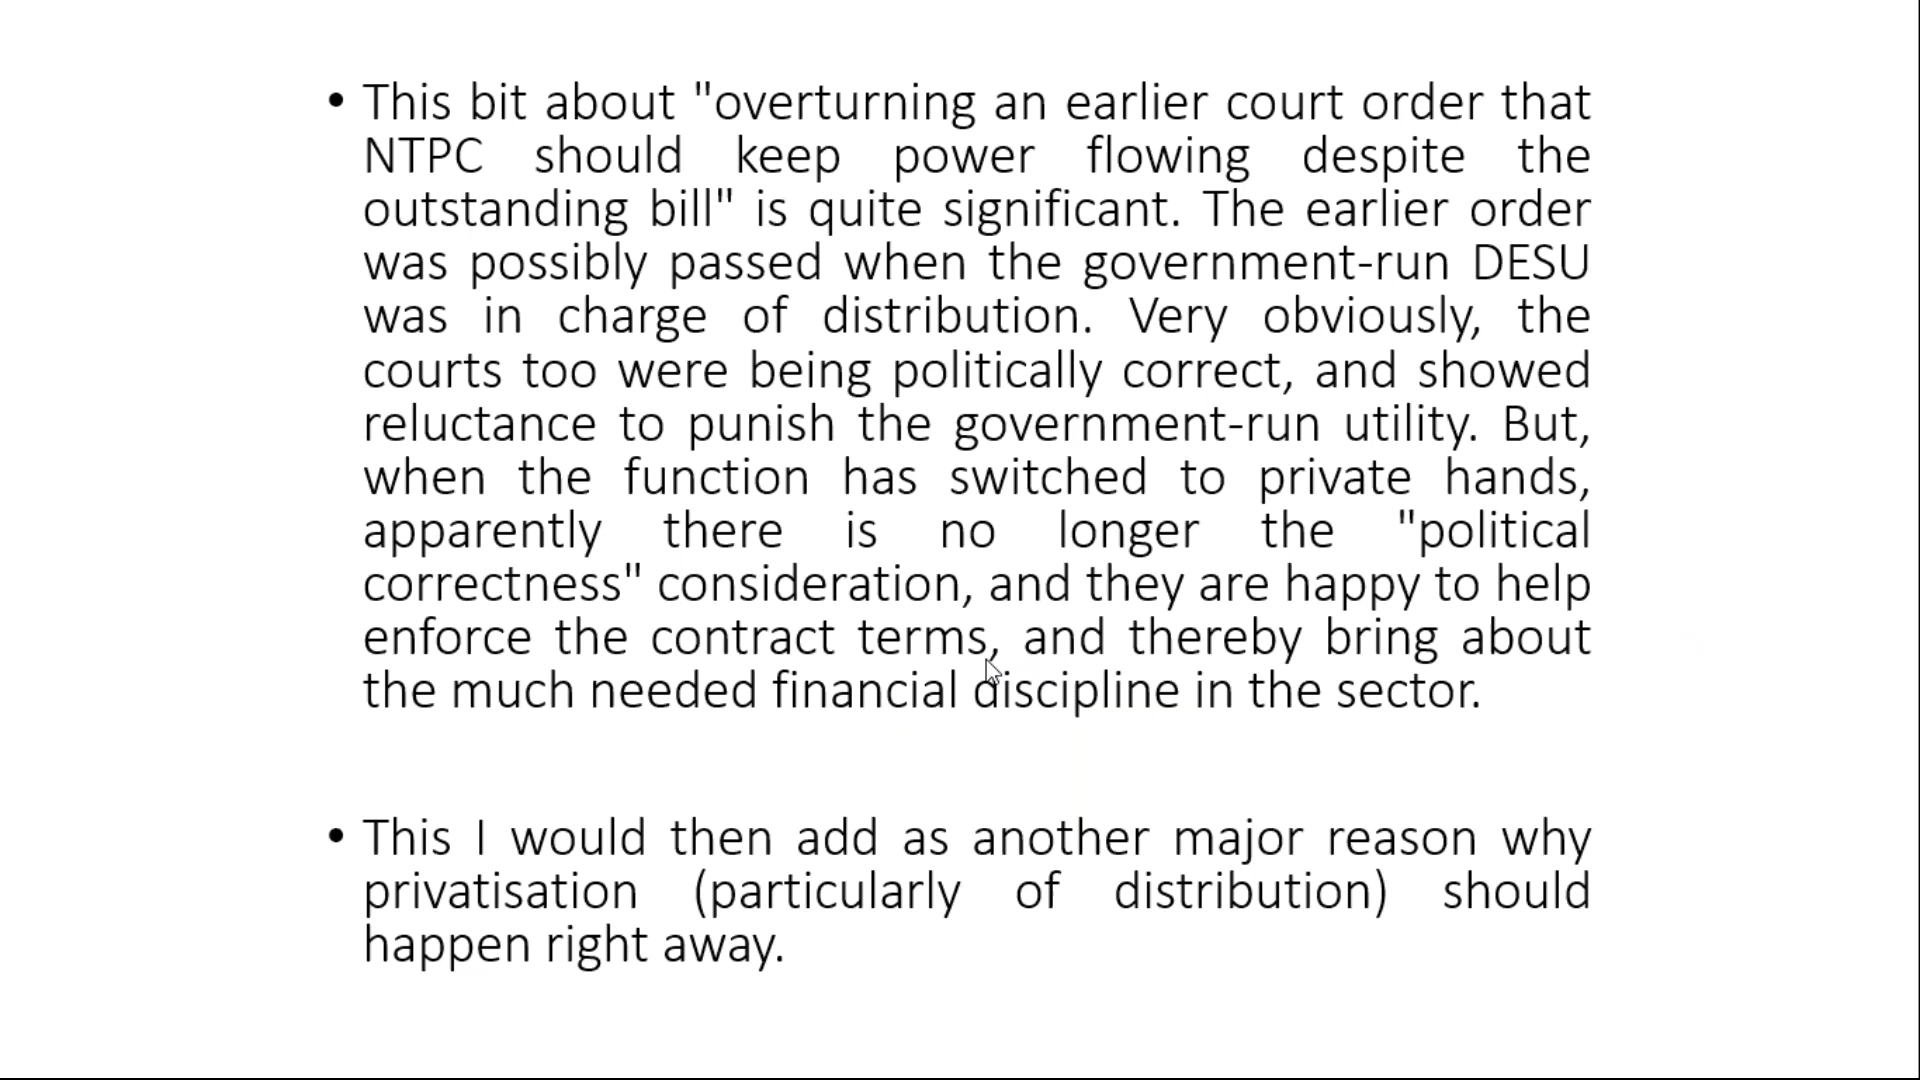 • This bit about "overturning an earlier court order that
NTPC should keep power flowing despite the
outstanding bill" is quite significant. The earlier order
was possibly passed when the government-run DESU
was in charge of distribution. Very obviously, the
courts too were being politically correct, and showed
reluctance to punish the government-run utility. But,
when the function has switched to private hands,
apparently there is no longer the "political
correctness" consideration, and they are happy to help
enforce the contract terms, and thereby bring about
the much needed financial discipline in the sector.
• This I would then add as another major reason why
privatisation (particularly of distribution) should
happen right away.